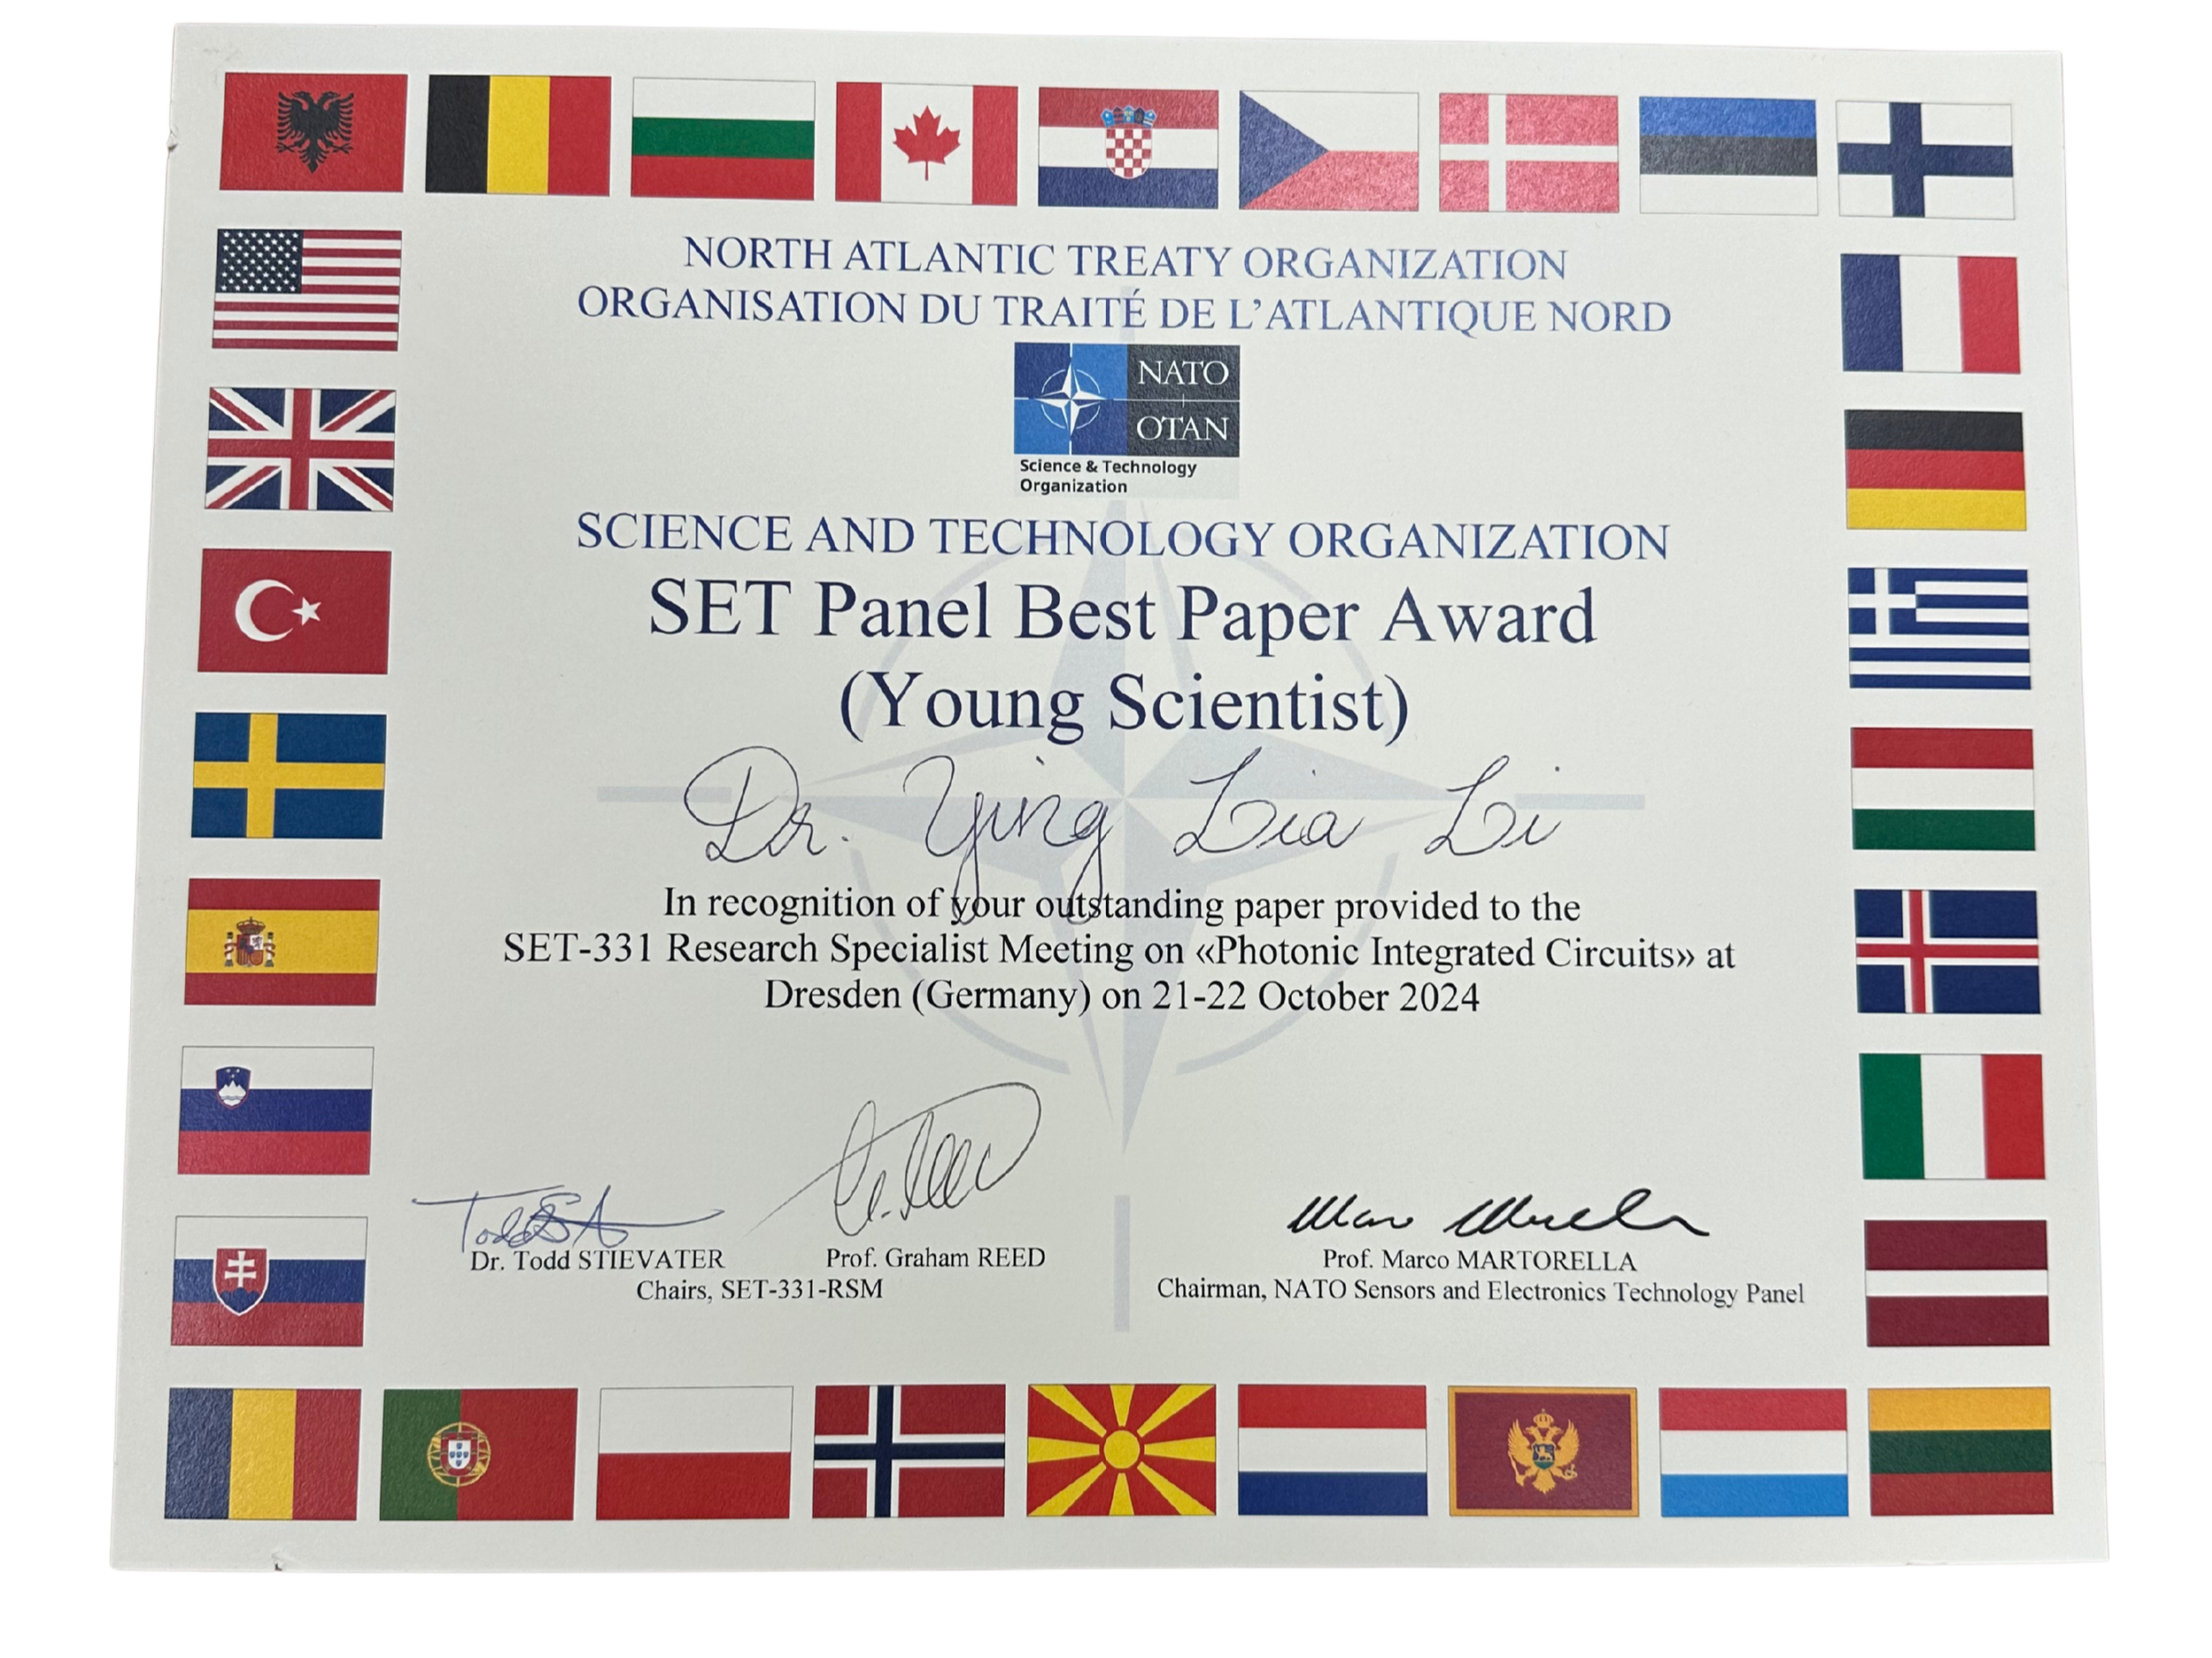 NORTH ATLANTIC TREATY ORGANIZATION
ORGANISATION DU TRAITÉ DE L’ATLANTIQUE NORD
NATO
OTAN
Science & Technology
Organization
SCIENCE AND TECHNOLOGY ORGANIZATION
SET Panel Best Paper Award
(Young Scientist)
Dr. Ying Lia Li
In recognition of your outstanding paper provided to the
SET-331 Research Specialist Meeting on «Photonic Integrated Circuits» at
Dresden (Germany) on 21-22 October 2024
Dr. Todd STIEVATER
Prof. Graham REED
Chairs, SET-331-RSM
Prof. Marco MARTORELLA
Chairman, NATO Sensors and Electronics Technology Panel